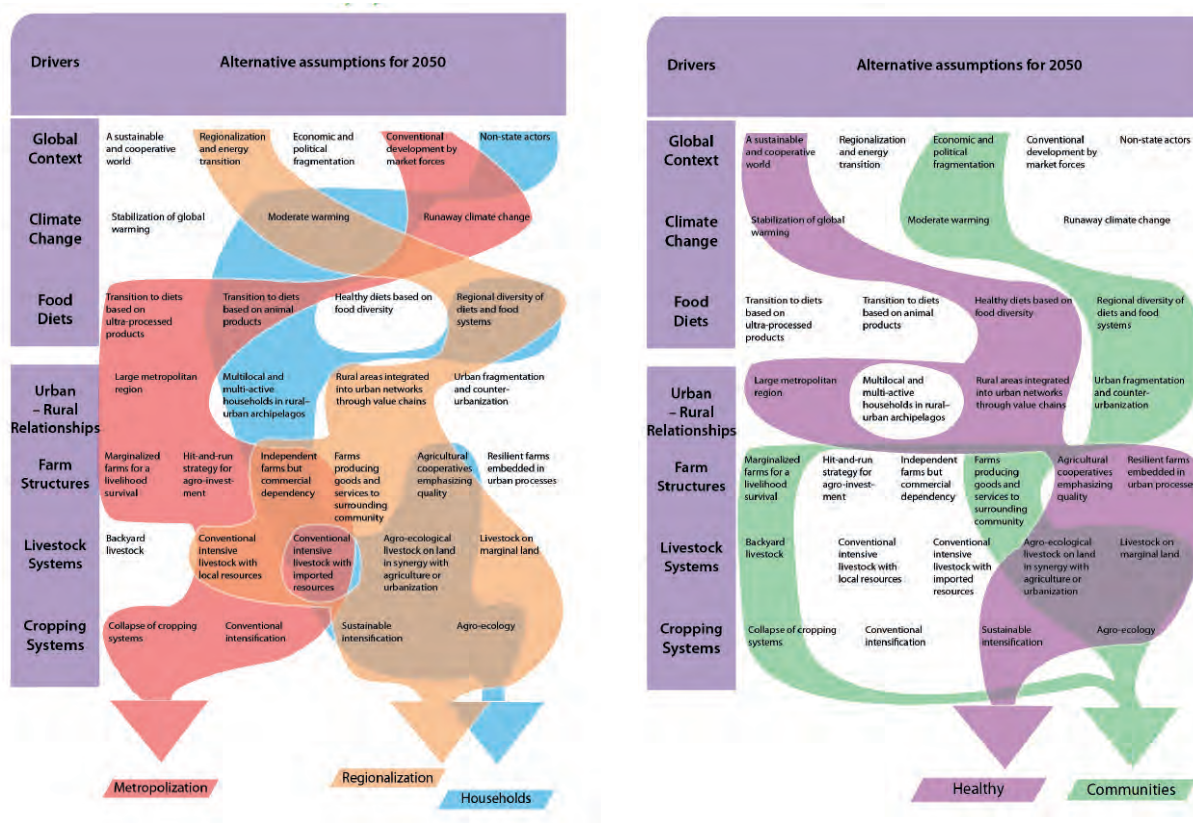 Drivers
Alternative assumptions for 2050
Global
Context
A sustainable
and cooperative
world
Regionalization
and energy
transition
Economic and
political
fragmentation
Conventional
development by
market forces
Non-state actors
Climate
Change
Stabilization of global
warming
Moderate warming
Runaway climate change
Food
Diets
Transition to diets
based on
ultra-processed
products
Transition to diets
based on animal
products
Healthy diets based on
food diversity
Regional diversity of
diets and food
systems
Urban
– Rural
Relationships
Large metropolitan
region
Multilocal and
multi-active
households in rural–
urban archipelagos
Rural areas integrated
into urban networks
through value chains
Urban fragmentation
and counter-
urbanization
Farm
Structures
Marginalized
farms for a
livelihood
survival
Hit-and-run
strategy for
agro-invest-
ment
Independent
farms but
commercial
dependency
Farms
producing
goods and
services to
surrounding
community
Agricultural
cooperatives
emphasizing
quality
Resilient farms
embedded in
urban processes
Livestock
Systems
Backyard
livestock
Conventional
intensive
livestock with
local resources
Conventional
intensive
livestock with
imported
resources
Agro-ecological
livestock on land
in synergy with
agriculture or
urbanization
Livestock on
marginal land
Cropping
Systems
Collapse of cropping
systems
Conventional
intensification
Sustainable
intensification
Agro-ecology
Metropolization
Regionalization
Households
Drivers
Alternative assumptions for 2050
Global
Context
A sustainable
and cooperative
world
Regionalization
and energy
transition
Economic and
political
fragmentation
Conventional
development by
market forces
Non-state actors
Climate
Change
Stabilization of global
warming
Moderate warming
Runaway climate change
Food
Diets
Transition to diets
based on
ultra-processed
products
Transition to diets
based on animal
products
Healthy diets based on
food diversity
Regional diversity of
diets and food
systems
Urban
– Rural
Relationships
Large metropolitan
region
Multilocal and
multi-active
households in rural–
urban archipelagos
Rural areas integrated
into urban networks
through value chains
Urban fragmentation
and counter-
urbanization
Farm
Structures
Marginalized
farms for a
livelihood
survival
Hit-and-run
strategy for
agro-invest-
ment
Independent
farms but
commercial
dependency
Farms
producing
goods and
services to
surrounding
community
Agricultural
cooperatives
emphasizing
quality
Resilient farms
embedded in
urban processes
Livestock
Systems
Backyard
livestock
Conventional
intensive
livestock with
local resources
Conventional
intensive
livestock with
imported
resources
Agro-ecological
livestock on land
in synergy with
agriculture or
urbanization
Livestock on
marginal land
Cropping
Systems
Collapse of cropping
systems
Conventional
intensification
Sustainable
intensification
Agro-ecology
Healthy
Communities